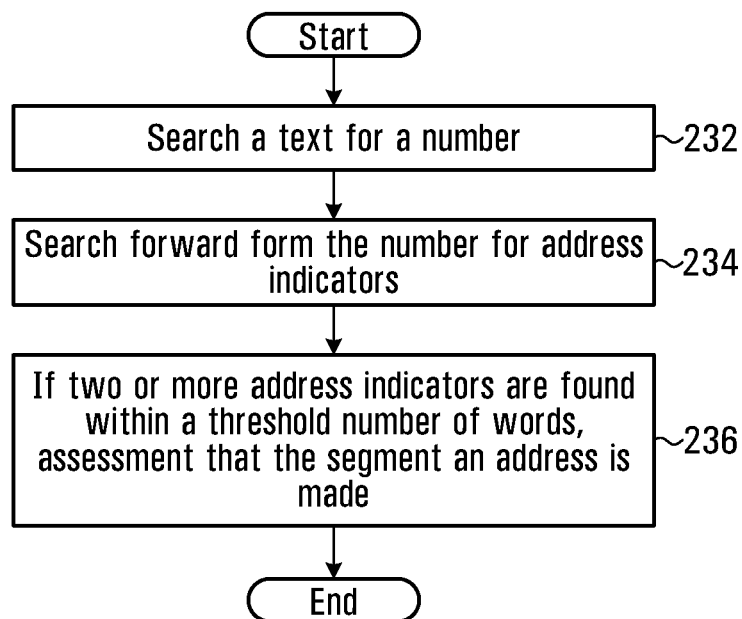 Start
Search a text for a number
232
Search forward form the number for address
indicators
234
If two or more address indicators are found
within a threshold number of words,
assessment that the segment an address is
made
236
End